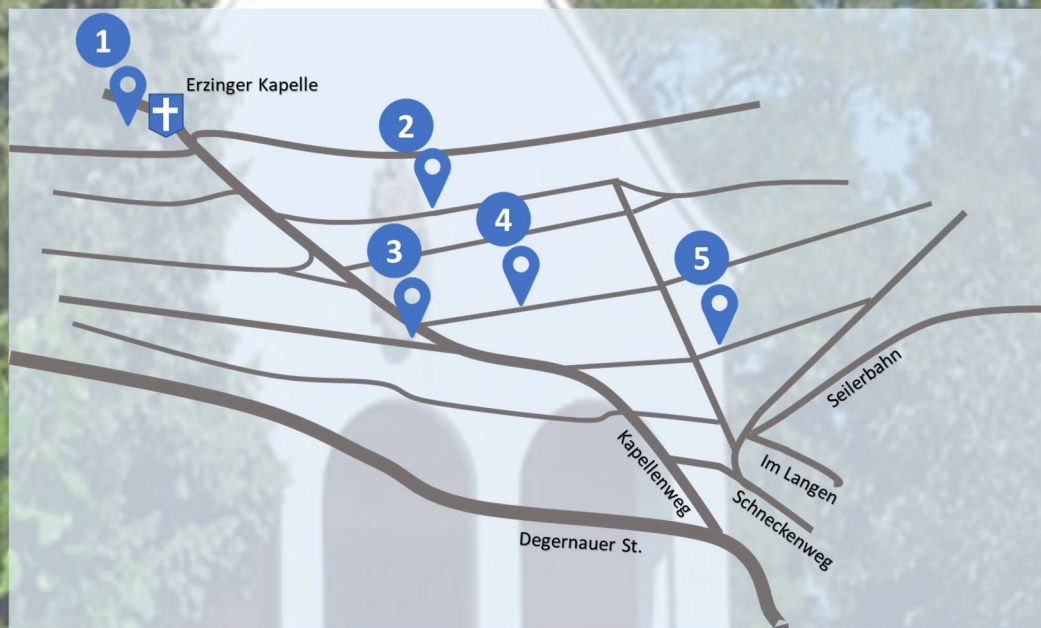 1
Erzinger Kapelle
2
4
3
5
Seilerbahn
Kapellenweg
Im Langen
Schneckenweg
Degernauer St.